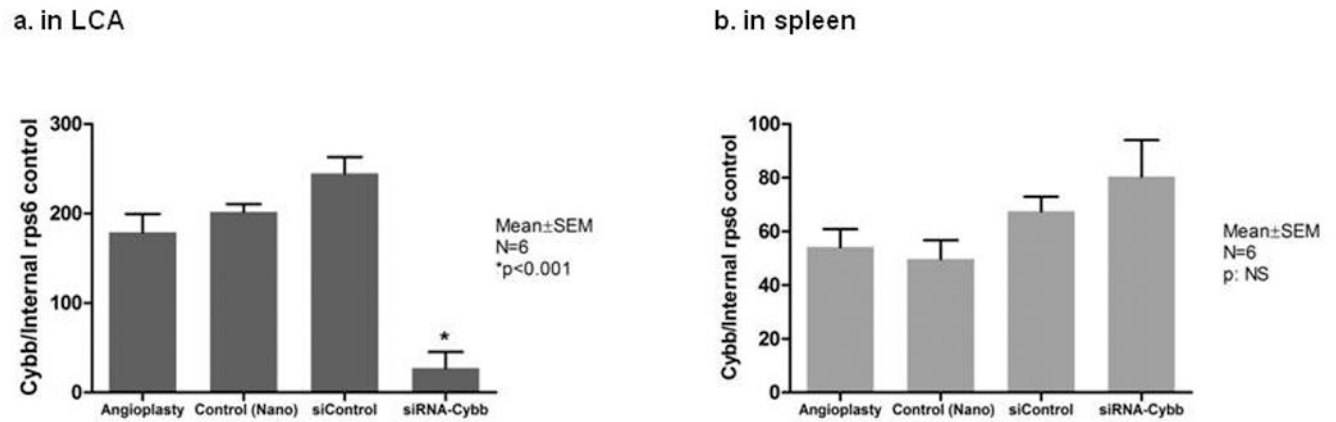 a. in LCA
Cybb/Internal rps6 control
300
200
100
0
Angioplasty Control (Nano) siControl siRNA-Cybb
*
Mean±SEM
N=6
*p<0.001
b. in spleen
Cybb/Internal rps6 control
100
80
60
40
20
0
Angioplasty Control (Nano) siControl siRNA-Cybb
Mean±SEM
N=6
p: NS